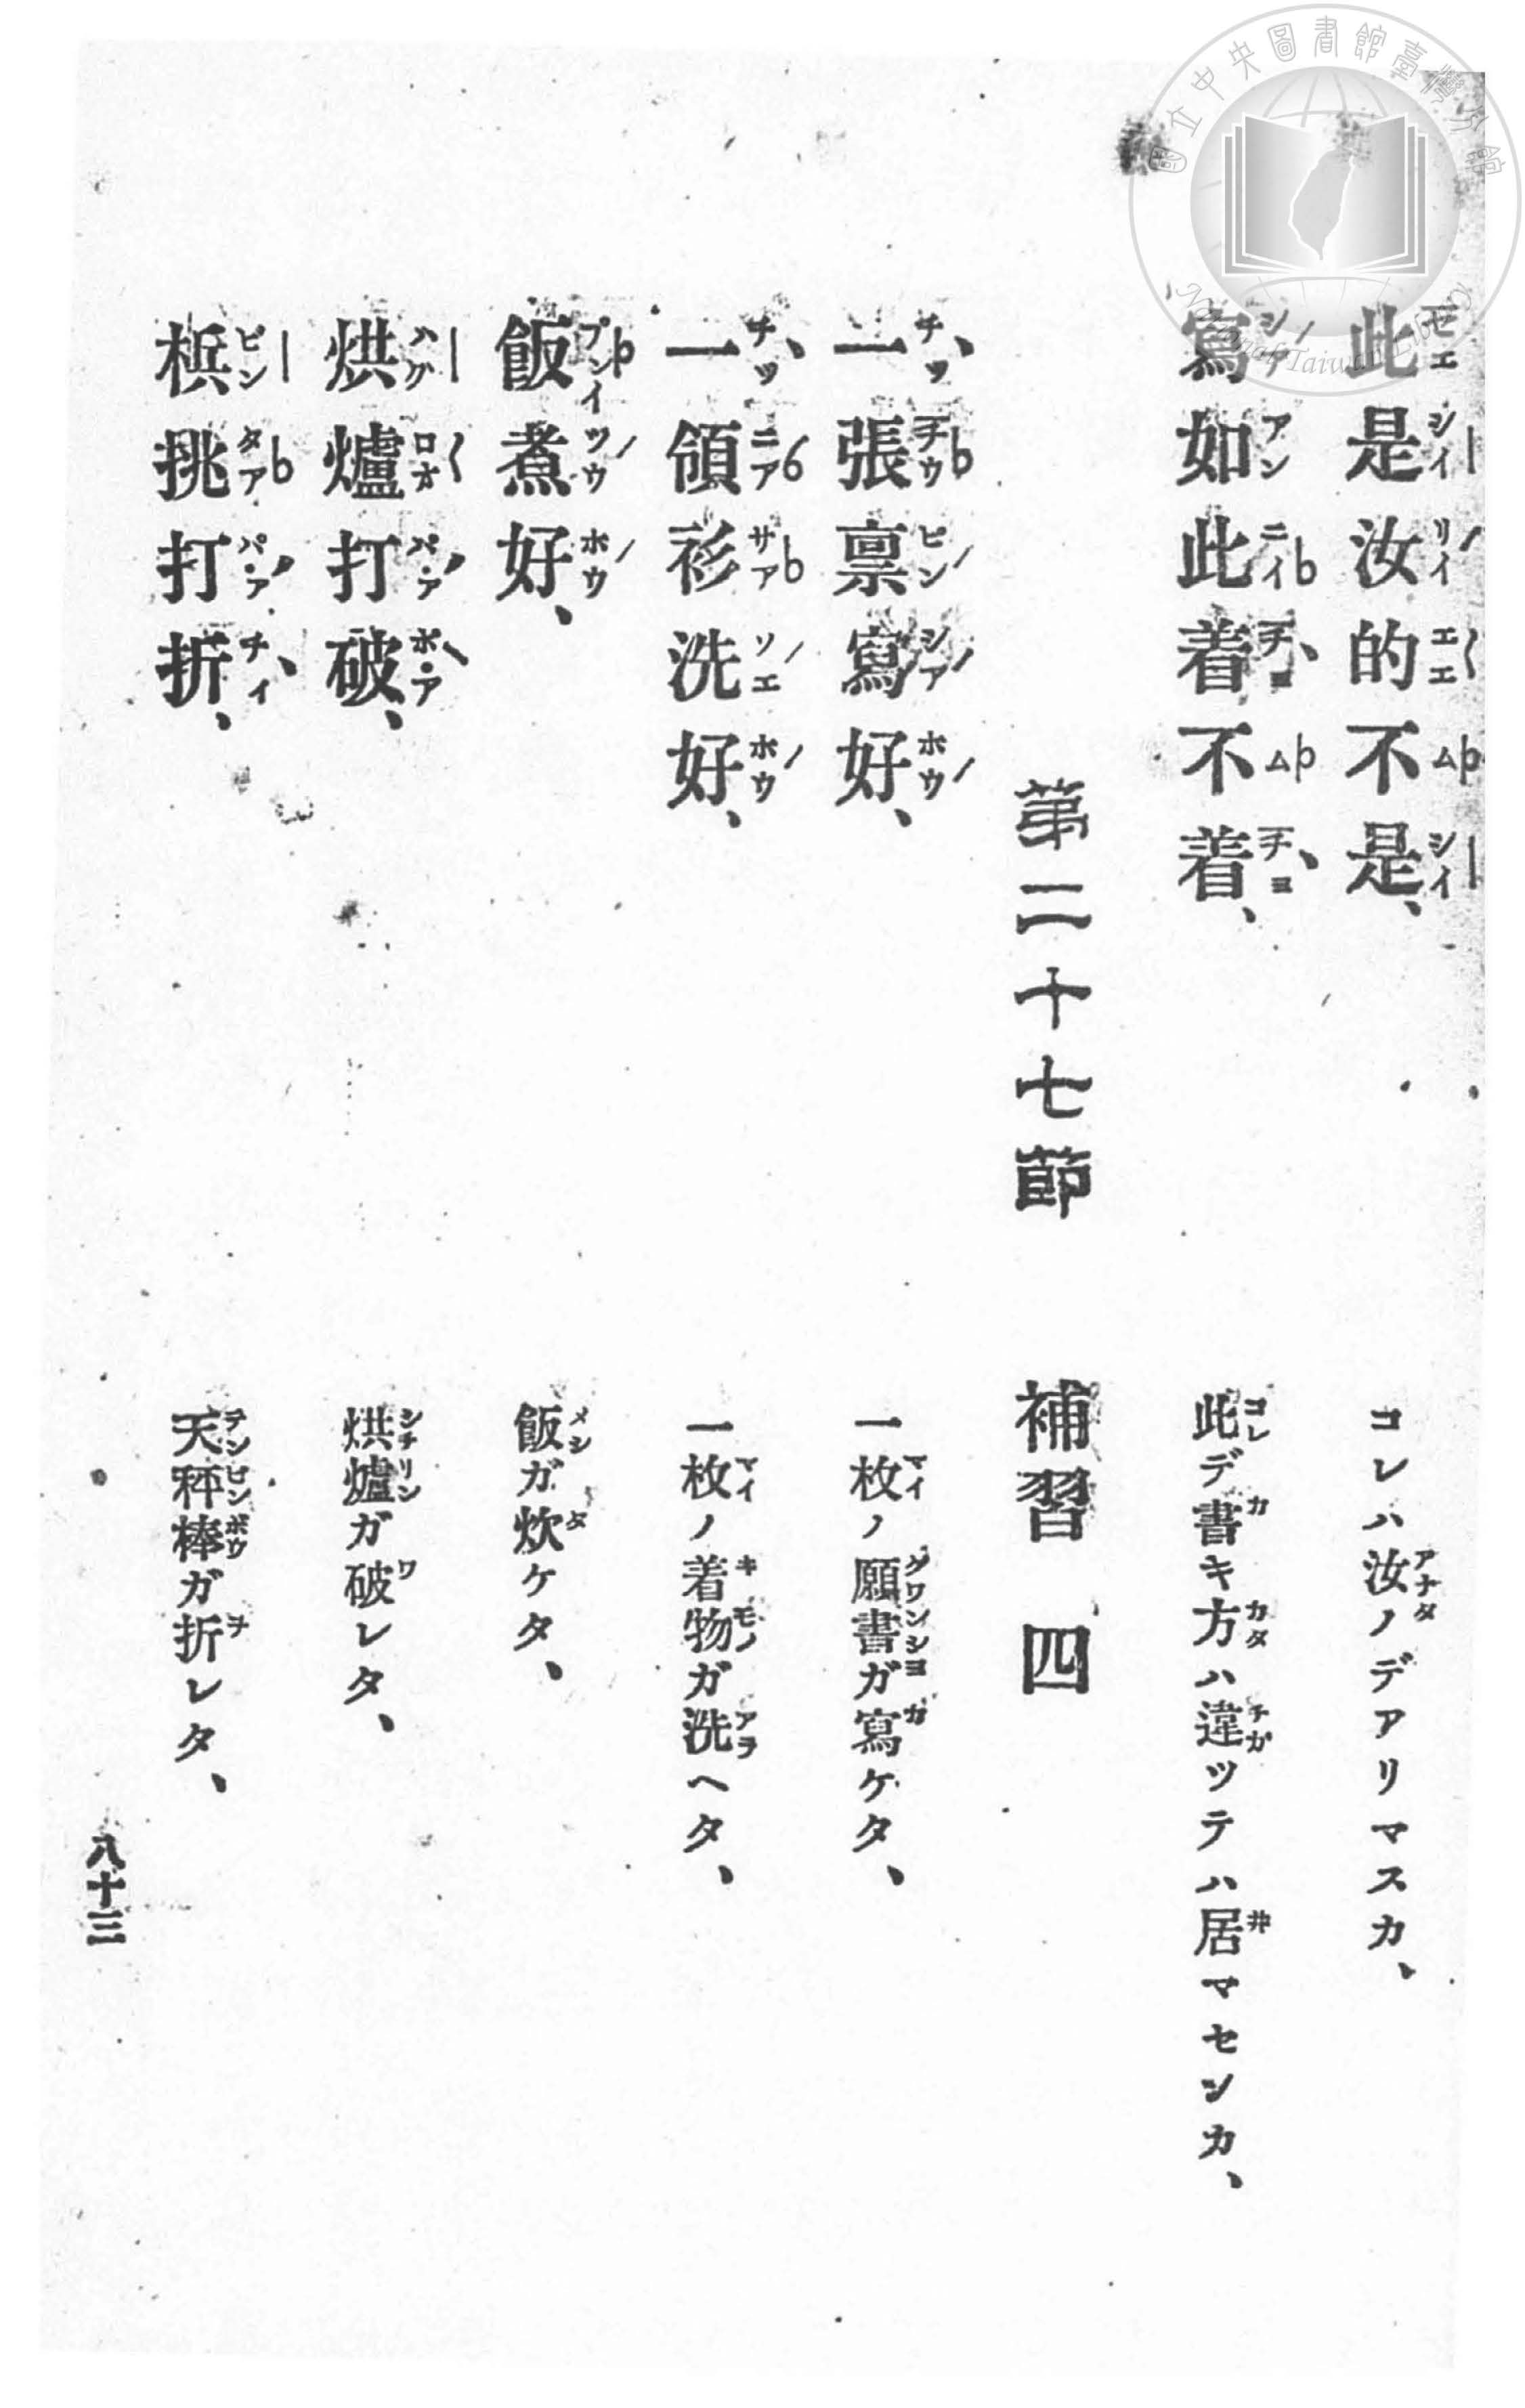 此是汝的不是、
コレハ汝ノデアリマスカ、
寫如此着不着、
此デ書キ方ハ違ツテハ居マセンカ、
第二十七節 補習 四
一張禀寫好、
一枚ノ願書ガ寫ケタ、
一領衫洗好、
一枚ノ着物ガ洗ヘタ、
飯煮好、
飯ガ炊ケタ、
烘爐打破、
烘爐ガ破レタ、
梹挑打折、
天秤棒ガ折レタ、
八十三
國立中央圖書館臺灣分館